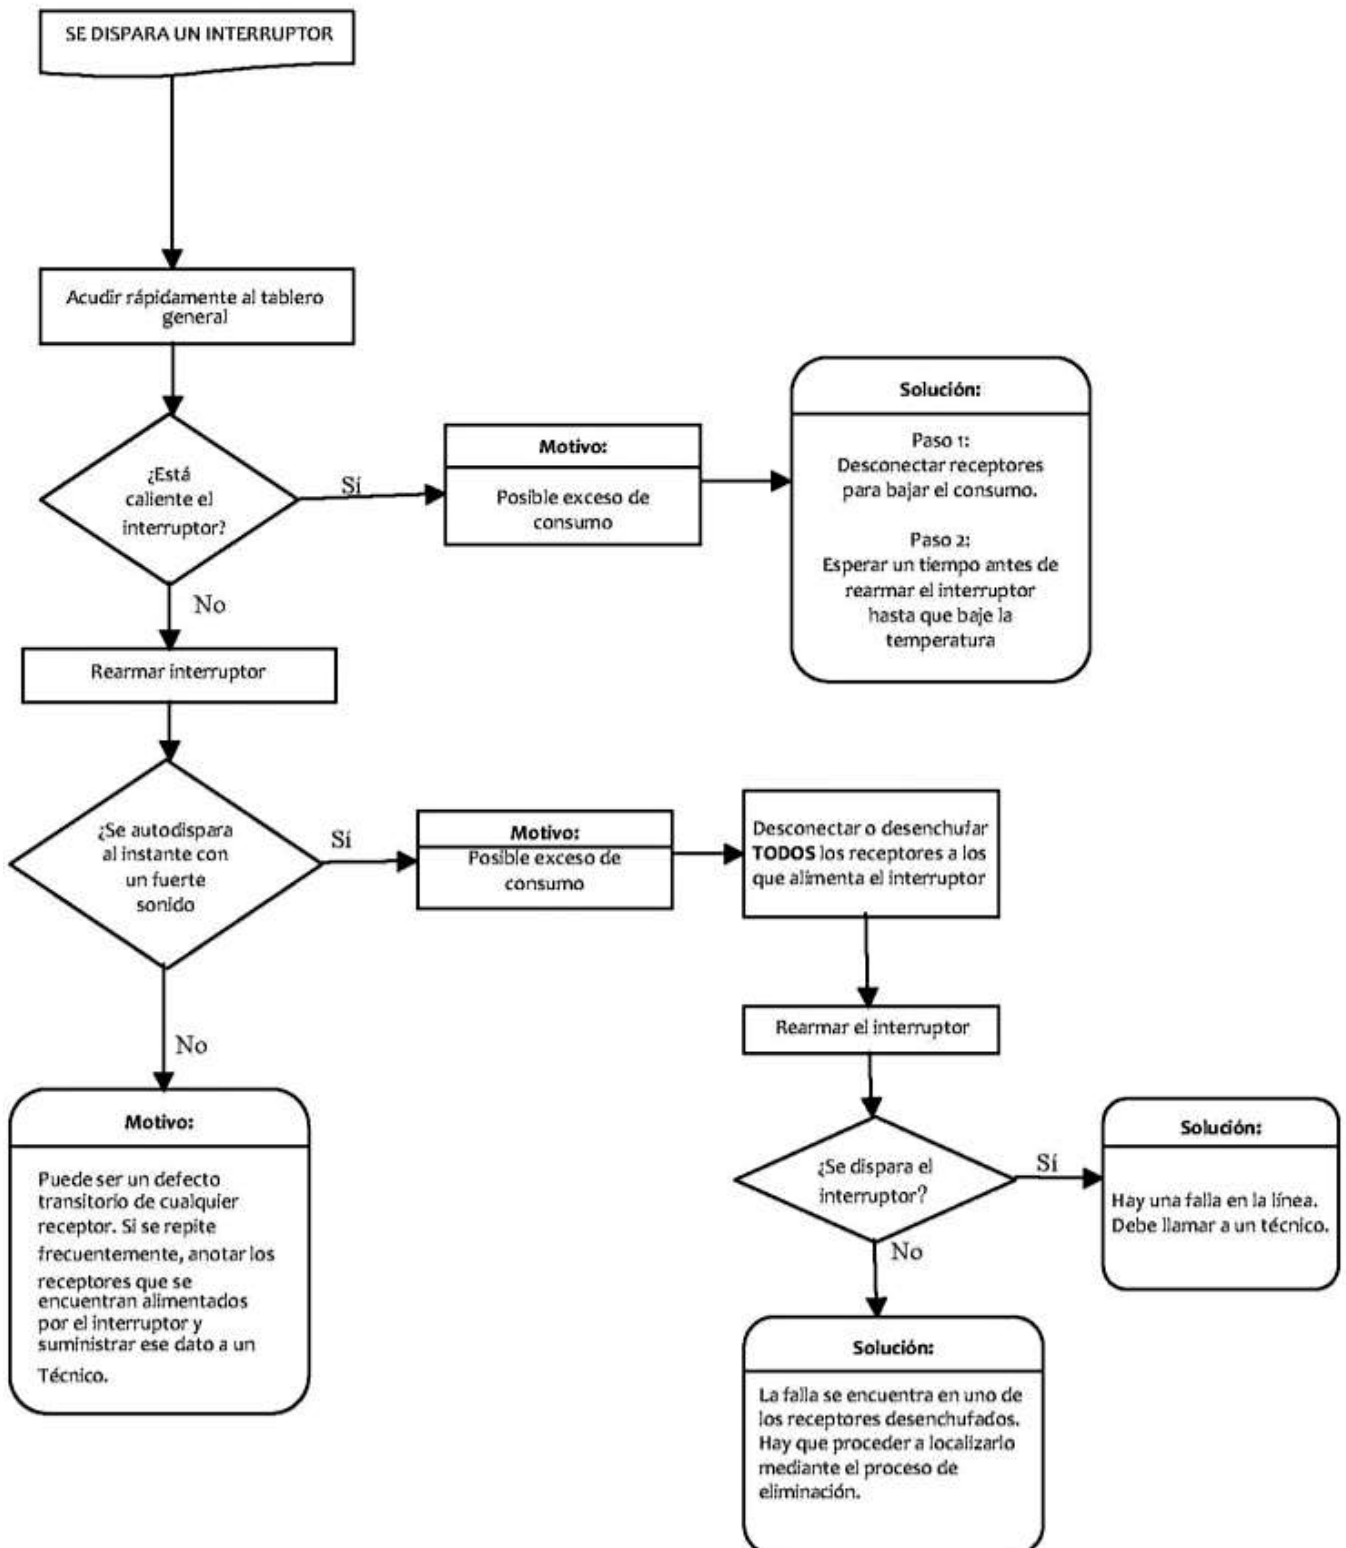 SE DISPARA UN INTERRUPTOR
Acudir rápidamente al tablero
general
¿Está
caliente el
interruptor?
Sí
Motivo:
Posible exceso de
consumo
Solución:
Paso 1:
Desconectar receptores
para bajar el consumo.
Paso 2:
Esperar un tiempo antes de
rearmar el interruptor
hasta que baje la
temperatura
No
Rearmar interruptor
¿Se autodispara
al instante con
un fuerte
sonido
Sí
Motivo:
Posible exceso de
consumo
Desconectar o desenchufar
TODOS los receptores a los
que alimenta el interruptor
Rearmar el interruptor
¿Se dispara el
interruptor?
Sí
Solución:
Hay una falla en la línea.
Debe llamar a un técnico.
No
Solución:
La falla se encuentra en uno de
los receptores desenchufados.
Hay que proceder a localizarlo
mediante el proceso de
eliminación.
No
Motivo:
Puede ser un defecto
transitorio de cualquier
receptor. Si se repite
frecuentemente, anotar los
receptores que se
encuentran alimentados
por el interruptor y
suministrar ese dato a un
Técnico.